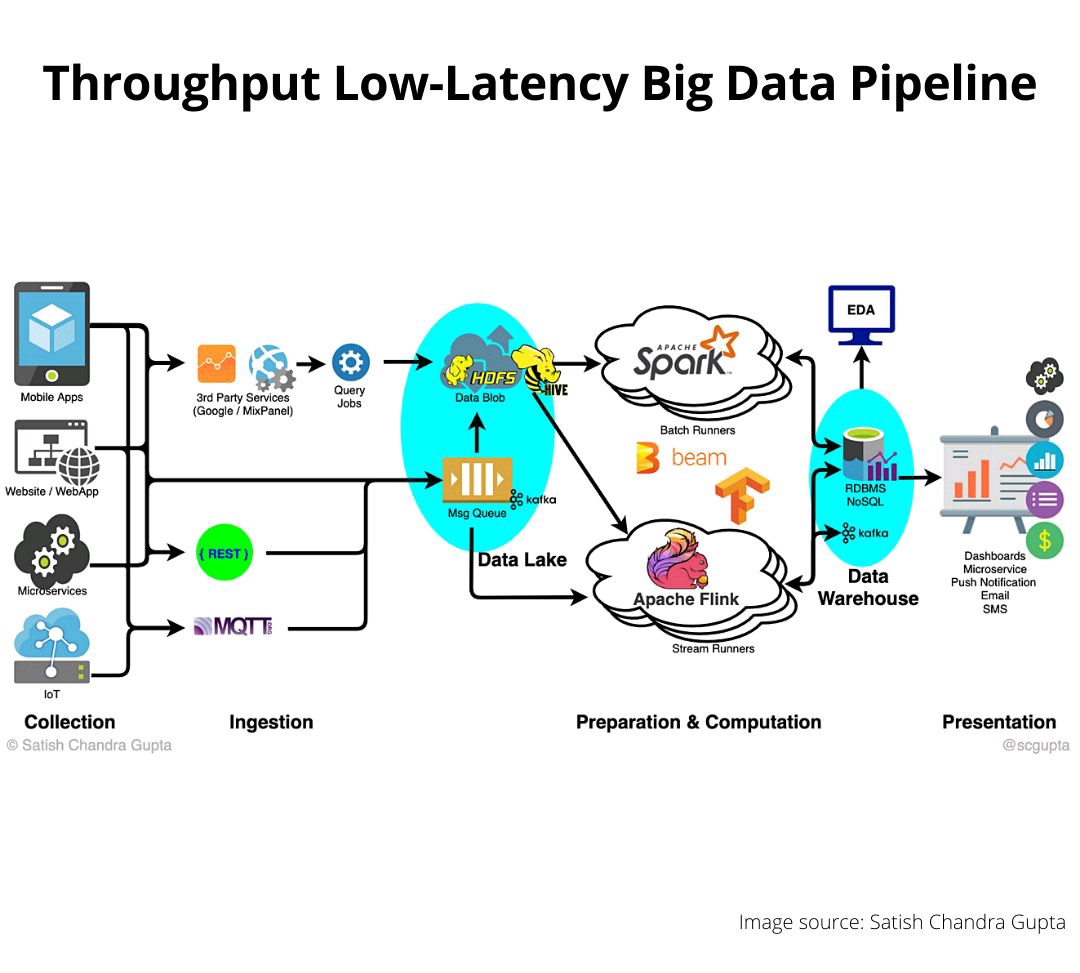 Throughput Low-Latency Big Data Pipeline
Mobile Apps
Website / WebApp
Microservices
IoT
3rd Party Services
(Google / MixPanel)
Query
Jobs
{ REST }
MQTT
.ORG
HDFS
HIVE
Data Blob
Msg Queue
kafka
Data Lake
APACHE
Spark™
Batch Runners
beam
Apache Flink
Stream Runners
EDA
RDBMS
NoSQL
kafka
Data
Warehouse
$
Dashboards
Microservice
Push Notification
Email
SMS
Collection
Ingestion
Preparation & Computation
Presentation
© Satish Chandra Gupta
@scgupta
Image source: Satish Chandra Gupta